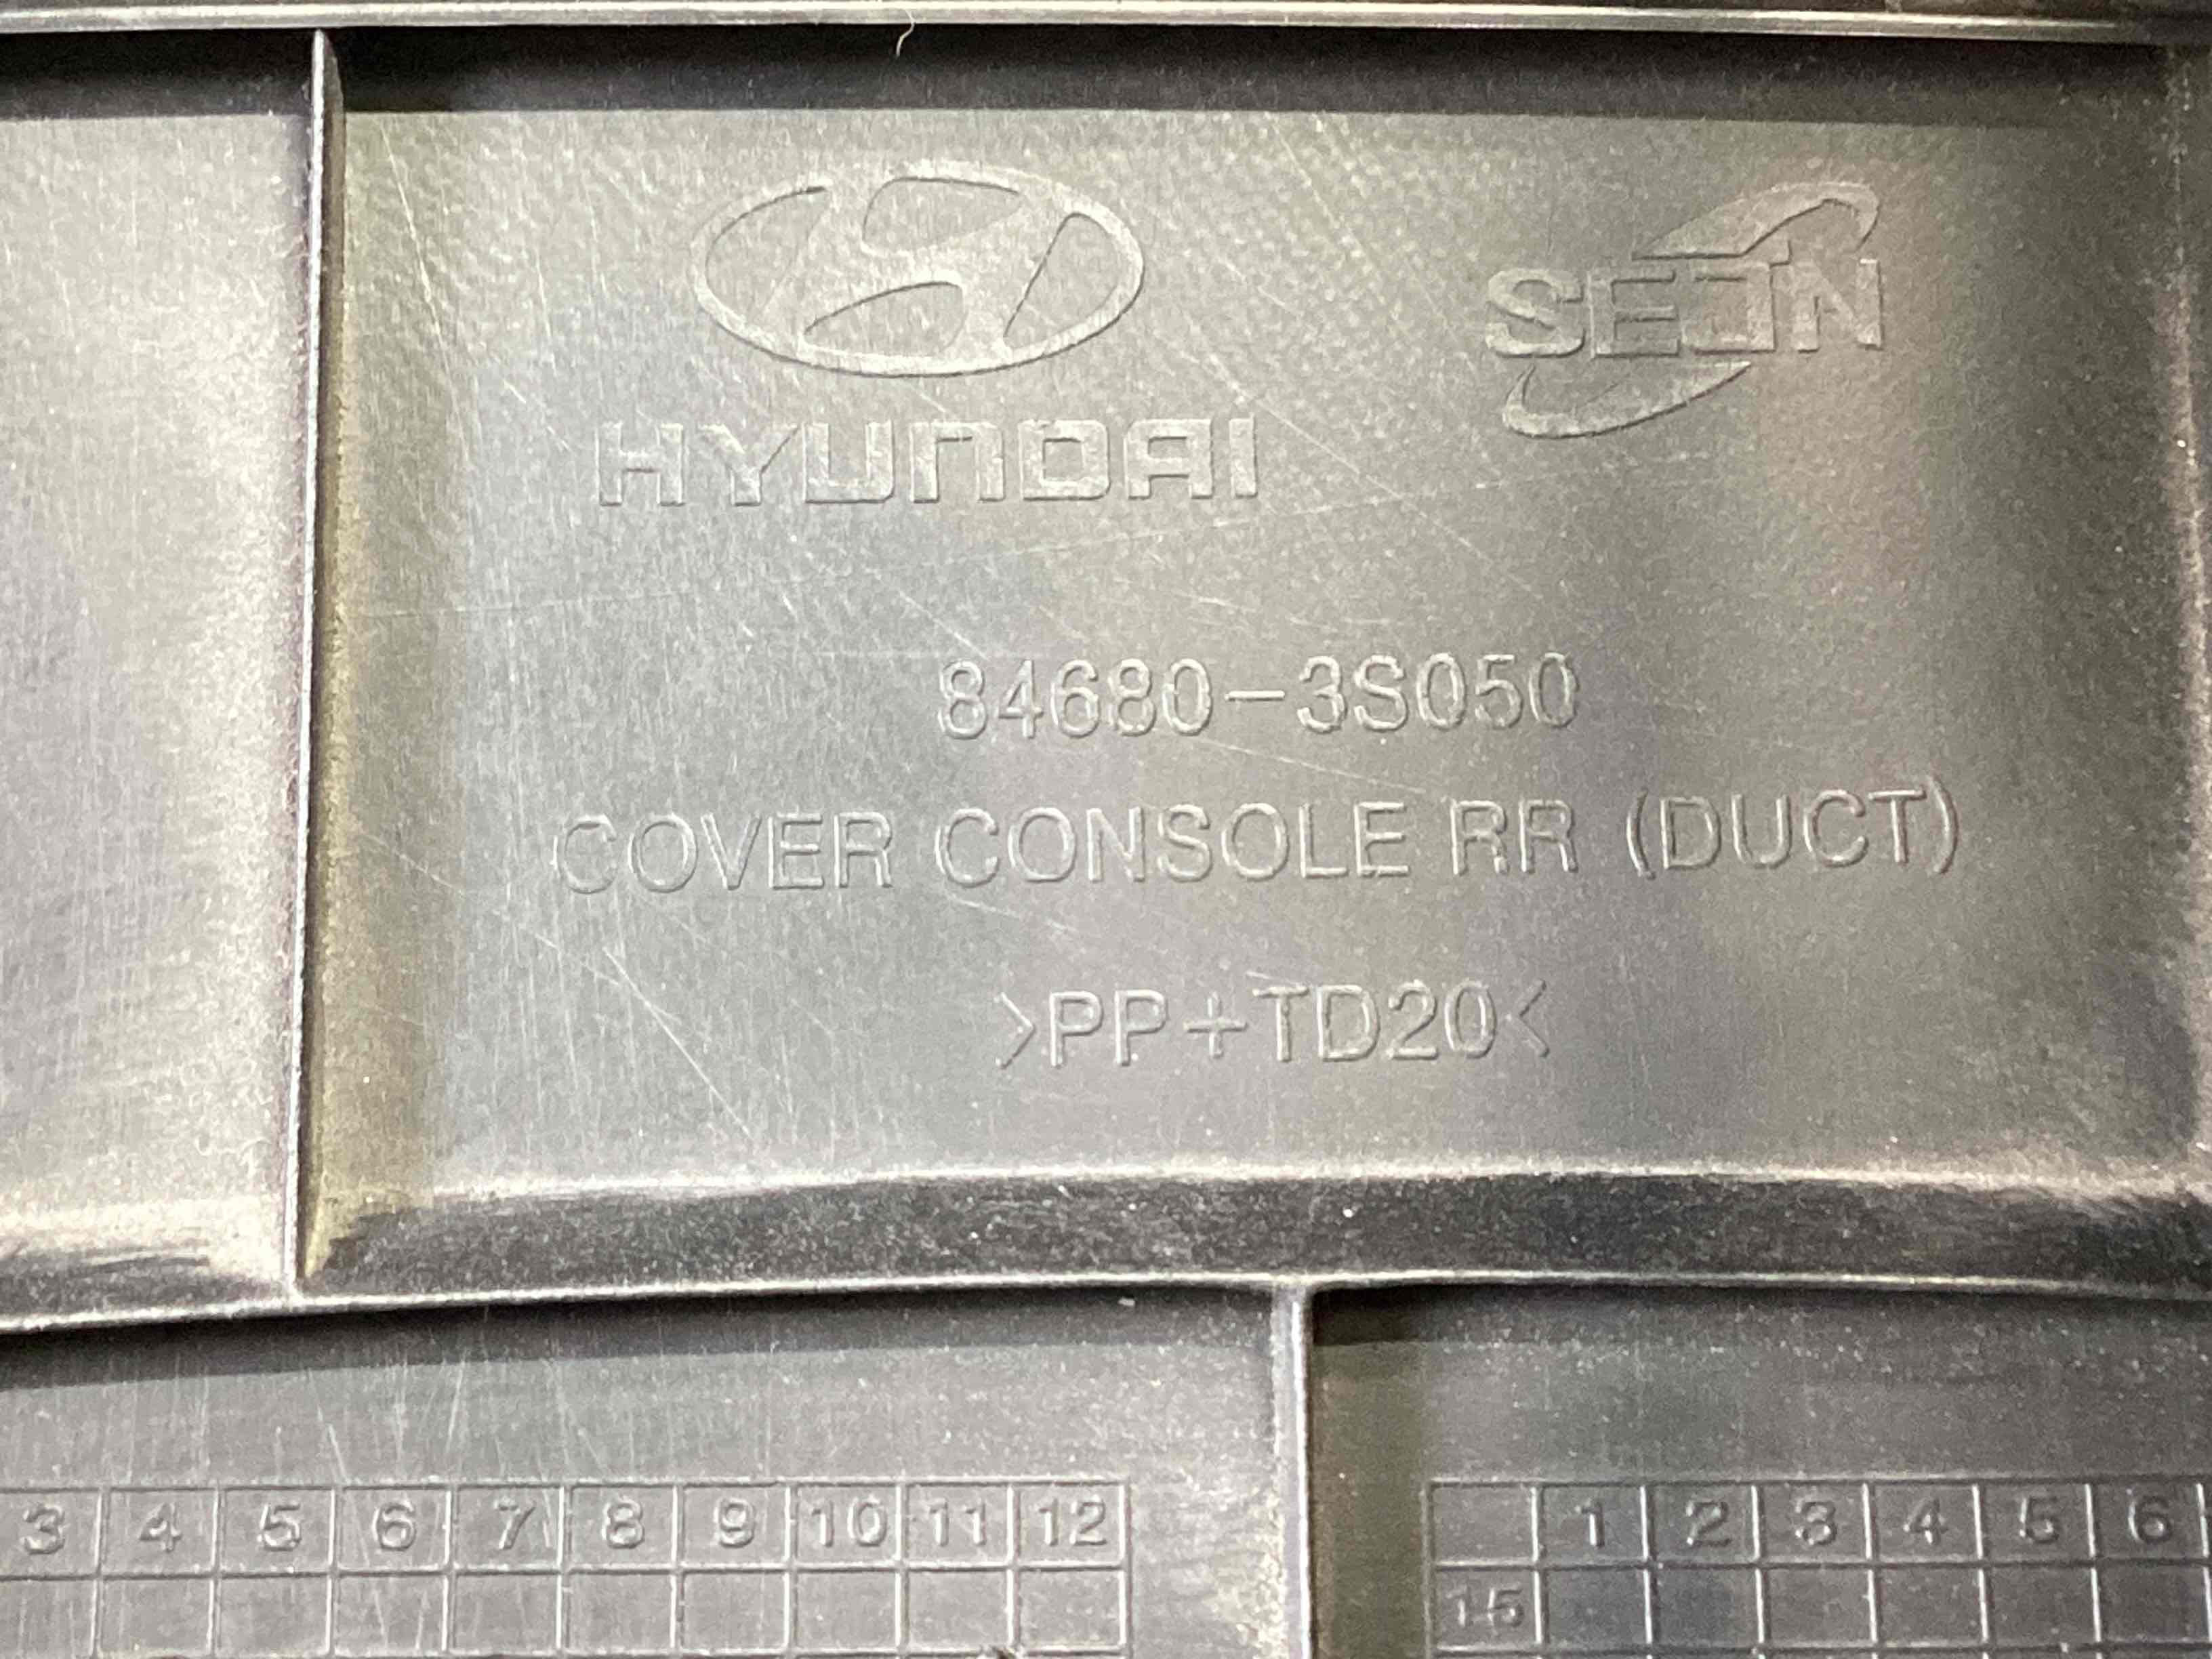 HYUNDAI
SEJIN
84680-3S050
COVER CONSOLE RR (DUCT)
>PP+TD20<
3 4 5 6 7 8 9 10 11 12
1 2 3 4 5 6
15